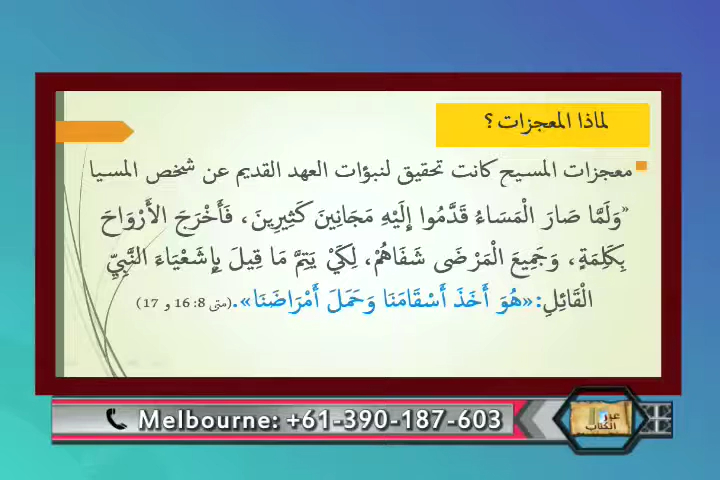 لماذا المعجزات ؟
معجزات المسيح كانت تحقيق لنبؤات العهد القديم عن شخص المسيا
"وَلَمَّا صَارَ الْمَسَاءُ قَدَّمُوا إِلَيْهِ مَجَانِينَ كَثِيرِينَ، فَأَخْرَجَ الأَرْوَاحَ
بِكَلِمَةٍ، وَجَمِيعَ الْمَرْضَى شَفَاهُمْ، لِكَيْ يَتِمَّ مَا قِيلَ بِإِشَعْيَاءَ النَّبِيِّ
الْقَائِلِ:«هُوَ أَخَذَ أَسْقَامَنَا وَحَمَلَ أَمْرَاضَنَا».(متى 8: 16 و 17)
Melbourne: +61-390-187-603
الكتاب